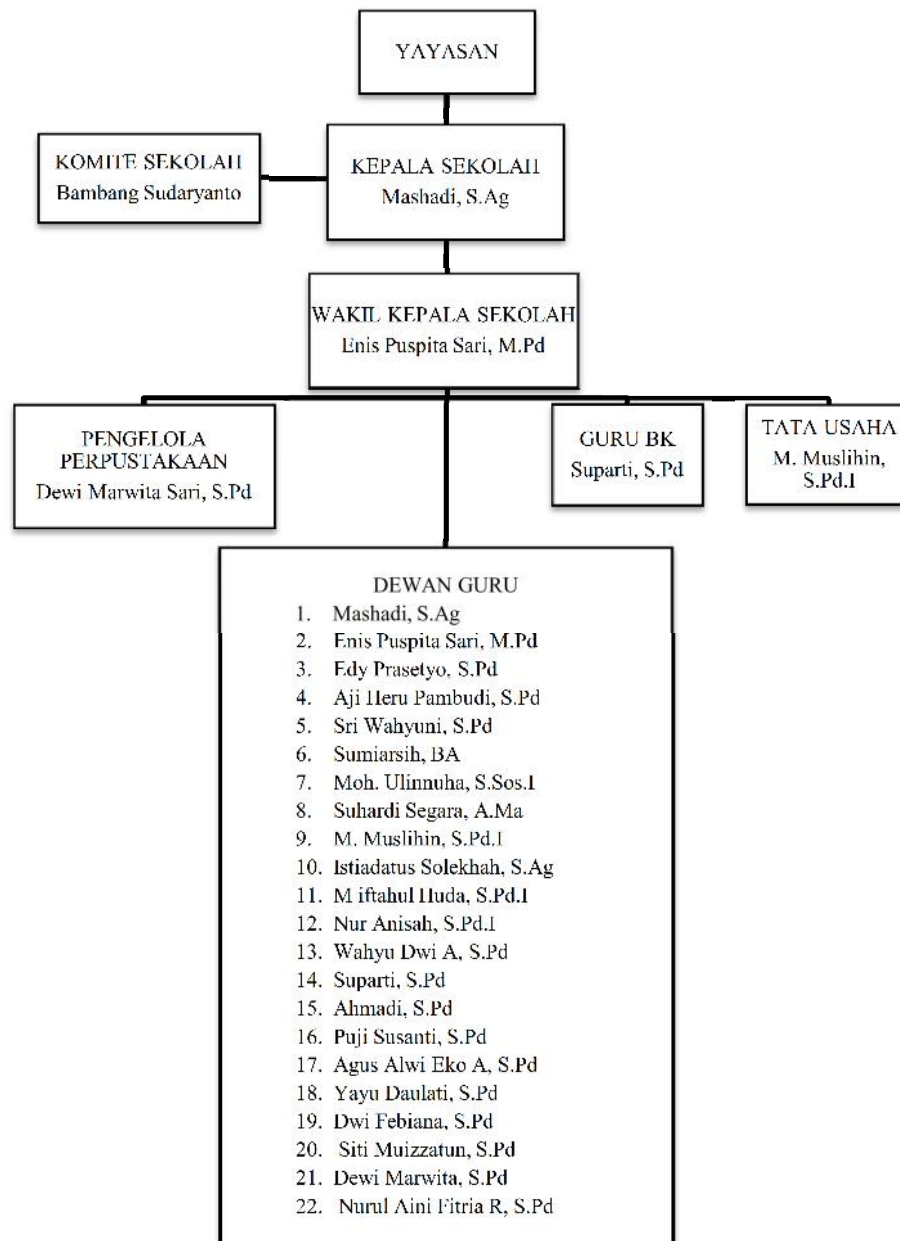 YAYASAN
KOMITE SEKOLAH
Bambang Sudaryanto
KEPALA SEKOLAH
Mashadi, S.Ag
WAKIL KEPALA SEKOLAH
Enis Puspita Sari, M.Pd
PENGELOLA
PERPUSTAKAAN
Dewi Marwita Sari, S.Pd
GURU BK
Suparti, S.Pd
TATA USAHA
M. Muslihin,
S.Pd.I
DEWAN GURU
1. Mashadi, S.Ag
2. Enis Puspita Sari, M.Pd
3. Edy Prasetyo, S.Pd
4. Aji Heru Pambudi, S.Pd
5. Sri Wahyuni, S.Pd
6. Sumiarsih, BA
7. Moh. Ulinnuha, S.Sos.I
8. Suhardi Segara, A.Ma
9. M. Muslihin, S.Pd.I
10. Istiadatus Solekhah, S.Ag
11. M iftahul Huda, S.Pd.I
12. Nur Anisah, S.Pd.I
13. Wahyu Dwi A, S.Pd
14. Suparti, S.Pd
15. Ahmadi, S.Pd
16. Puji Susanti, S.Pd
17. Agus Alwi Eko A, S.Pd
18. Yayu Daulati, S.Pd
19. Dwi Febiana, S.Pd
20. Siti Muizzatun, S.Pd
21. Dewi Marwita, S.Pd
22. Nurul Aini Fitria R, S.Pd